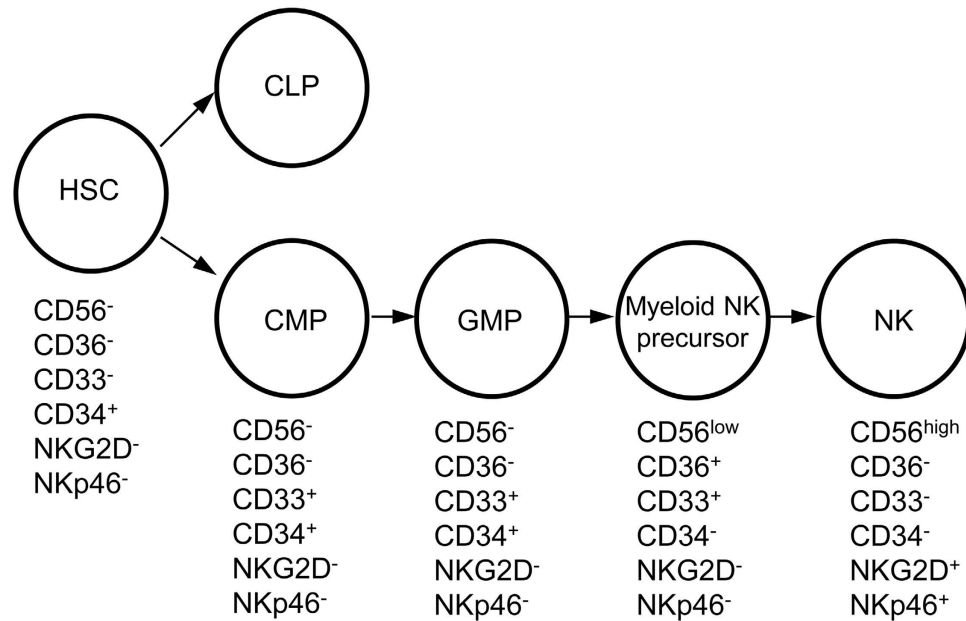 CLP
HSC
CD56⁻
CD36⁻
CD33⁻
CD34⁺
NKG2D⁻
NKp46⁻
CMP
CD56⁻
CD36⁻
CD33⁺
CD34⁺
NKG2D⁻
NKp46⁻
GMP
CD56⁻
CD36⁻
CD33⁺
CD34⁺
NKG2D⁻
NKp46⁻
Myeloid NK
precursor
CD56ˡᵒʷ
CD36⁺
CD33⁺
CD34⁻
NKG2D⁻
NKp46⁻
NK
CD56ʰⁱᵍʰ
CD36⁻
CD33⁻
CD34⁻
NKG2D⁺
NKp46⁺